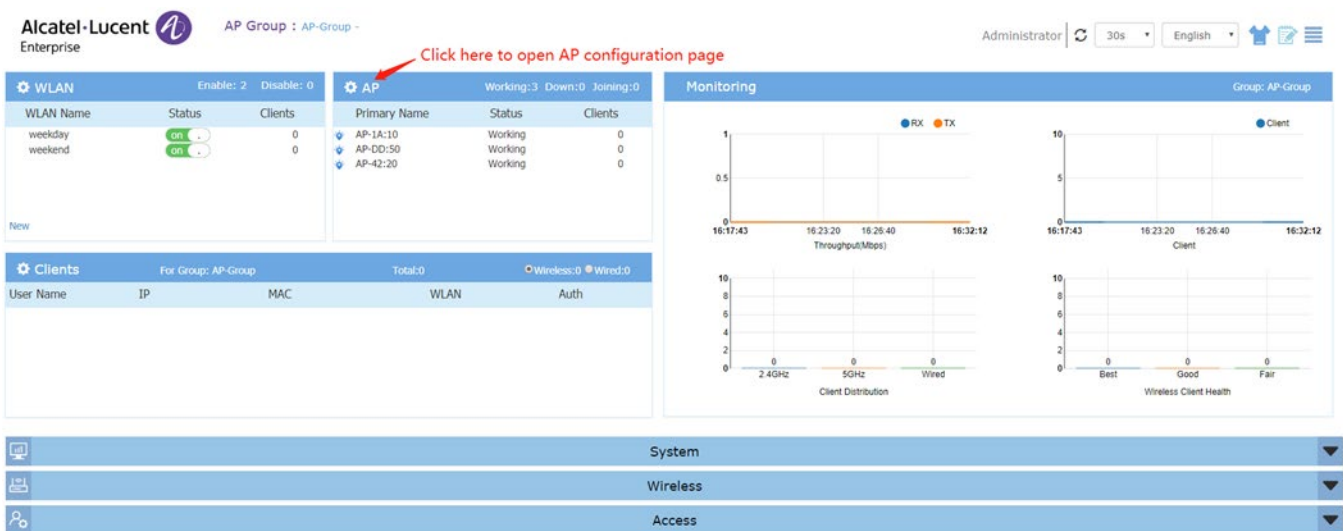 Alcatel·Lucent
Enterprise
AP Group : AP-Group -
Click here to open AP configuration page
Administrator 30s English
WLAN Enable: 2 Disable: 0
WLAN Name Status Clients
weekday on 0
weekend on 0
New
AP Working:3 Down:0 Joining:0
Primary Name Status Clients
AP-1A:10 Working 0
AP-DD:50 Working 0
AP-42:20 Working 0
Clients For Group: AP-Group Total:0 Wireless:0 Wired:0
User Name IP MAC WLAN Auth
Monitoring Group: AP-Group
RX TX
1
0.5
0
16:17:43 16:23:20 16:26:40 16:32:12
Throughput(Mbps)
Client
10
5
0
16:17:43 16:23:20 16:26:40 16:32:12
Client
10
8
6
4
2
0
0 0 0
2.4GHz 5GHz Wired
Client Distribution
10
8
6
4
2
0
0 0 0
Best Good Fair
Wireless Client Health
System
Wireless
Access